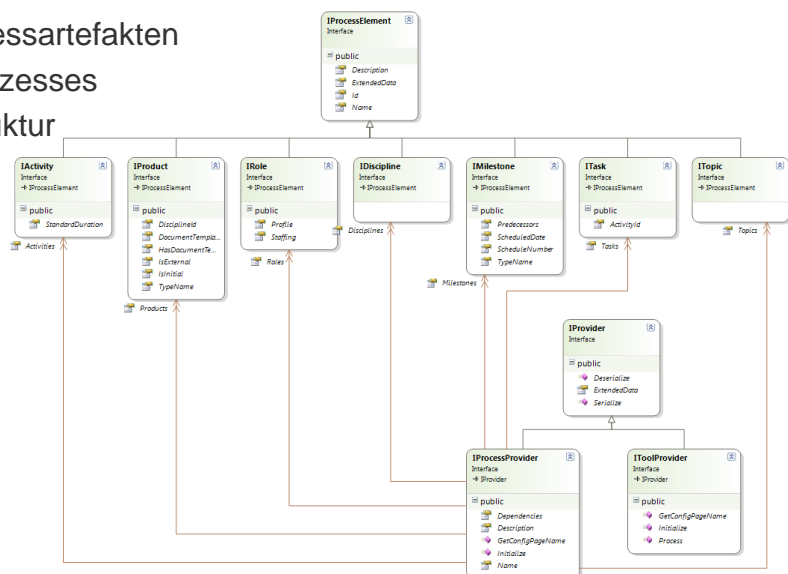 essartefakten
zesses
ktur
IProcessElement
Interface
public
Description
ExtendedData
Id
Name
IActivity
Interface
IProcessElement
public
StandardDuration
Activities
IProduct
Interface
IProcessElement
public
DisciplineId
DocumentTempla...
HasDocumentTe...
IsExternal
IsInitial
TypeName
Products
IRole
Interface
IProcessElement
public
Profile
Staffing
Roles
IDiscipline
Interface
IProcessElement
Disciplines
IMilestone
Interface
IProcessElement
public
Predecessors
ScheduledDate
ScheduleNumber
TypeName
Milestones
ITask
Interface
IProcessElement
public
ActivityId
Tasks
ITopic
Interface
IProcessElement
Topics
IProvider
Interface
public
Deserialize
ExtendedData
Serialize
IProcessProvider
Interface
IProvider
public
Dependencies
Description
GetConfigPageName
Initialize
Name
IToolProvider
Interface
IProvider
public
GetConfigPageName
Initialize
Process